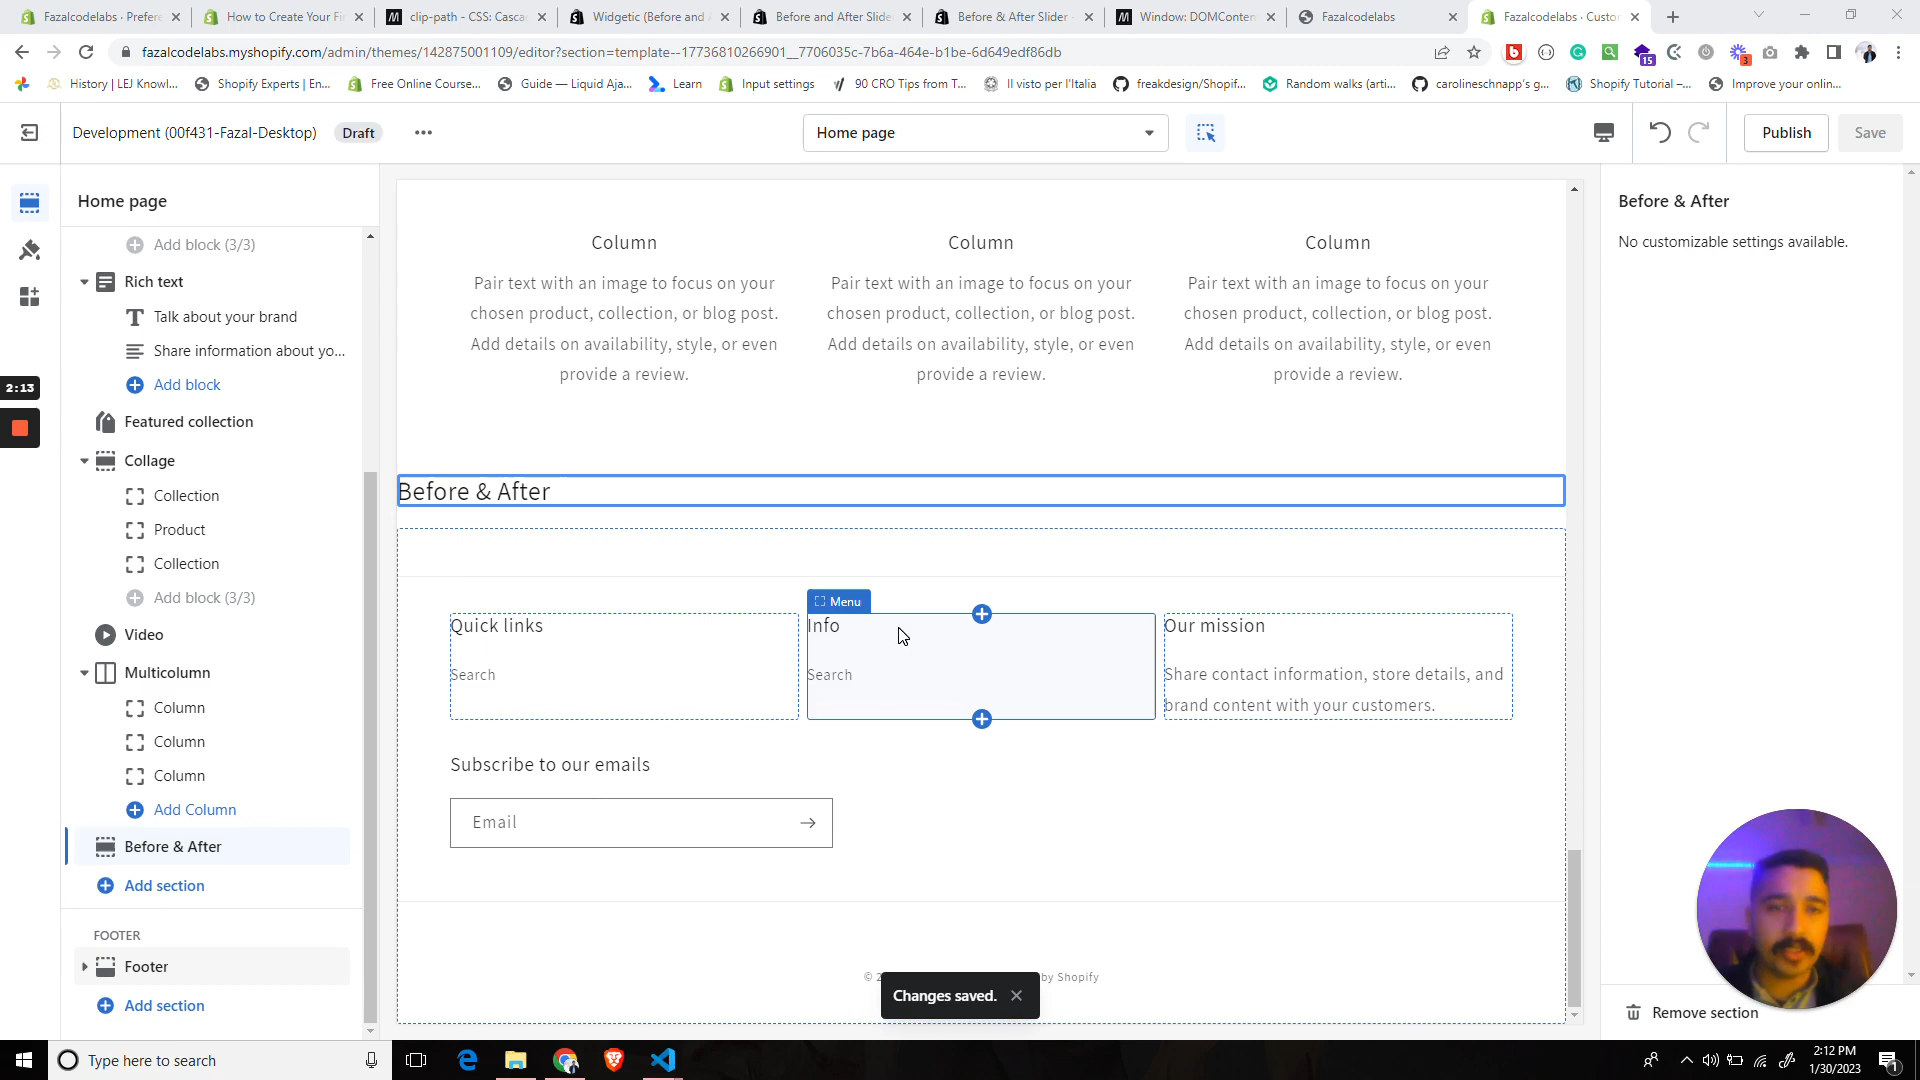 Fazalcodelabs · Prefere
How to Create Your Fi
clip-path - CSS: Casca
Widgetic (Before and
Before and After Slide
Before & After Slider
Window: DOMConten
Fazalcodelabs
Fazalcodelabs · Custo
fazalcodelabs.myshopify.com/admin/themes/142875001109/editor?section=template--17736810266901__7706035c-7b6a-464e-b1be-6d649edf86db
15
3
History | LEJ Knowl...
Shopify Experts | En...
Free Online Course...
Guide — Liquid Aja...
Learn
Input settings
90 CRO Tips from T...
Il visto per l'Italia
freakdesign/Shopif...
Random walks (arti...
carolineschnapp's g...
Shopify Tutorial –...
Improve your onlin...
Development (00f431-Fazal-Desktop)
Draft
Home page
Publish
Save
Home page
Add block (3/3)
Rich text
Talk about your brand
Share information about yo...
Add block
Featured collection
Collage
Collection
Product
Collection
Add block (3/3)
Video
Multicolumn
Column
Column
Column
Add Column
Before & After
Add section
FOOTER
Footer
Add section
2:13
Column
Pair text with an image to focus on your
chosen product, collection, or blog post.
Add details on availability, style, or even
provide a review.
Column
Pair text with an image to focus on your
chosen product, collection, or blog post.
Add details on availability, style, or even
provide a review.
Column
Pair text with an image to focus on your
chosen product, collection, or blog post.
Add details on availability, style, or even
provide a review.
Before & After
Menu
Quick links
Search
Info
Search
Our mission
Share contact information, store details, and
brand content with your customers.
Subscribe to our emails
Email
© 2
by Shopify
Changes saved.
Before & After
No customizable settings available.
Remove section
Type here to search
2:12 PM
1/30/2023
1